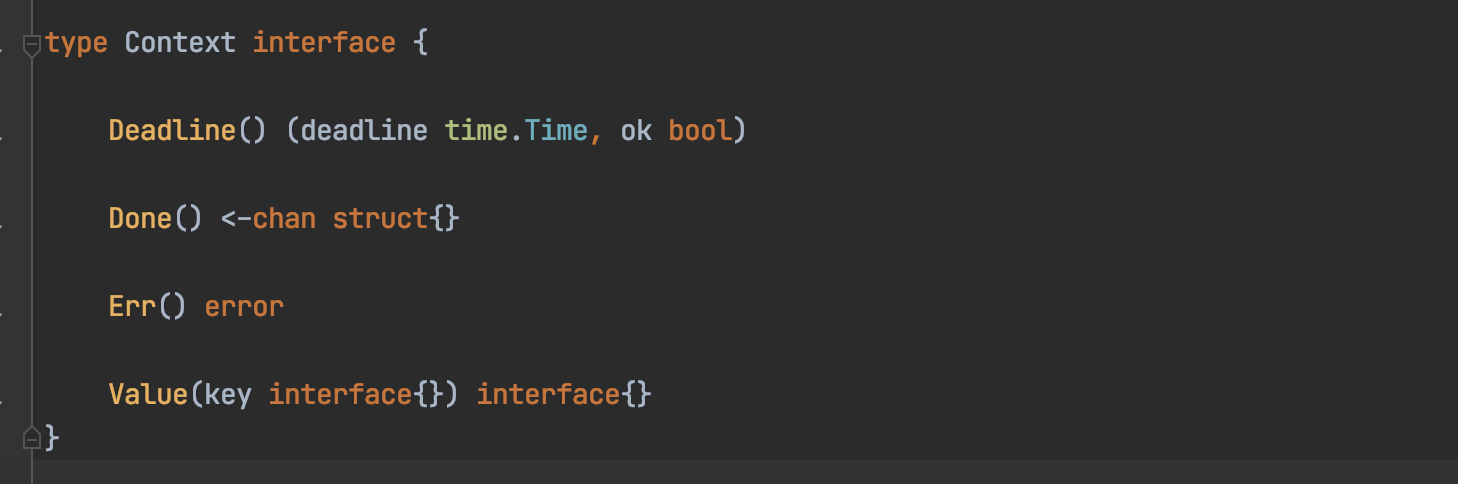 type Context interface {
Deadline() (deadline time.Time, ok bool)
Done() <-chan struct{}
Err() error
Value(key interface{}) interface{}
}